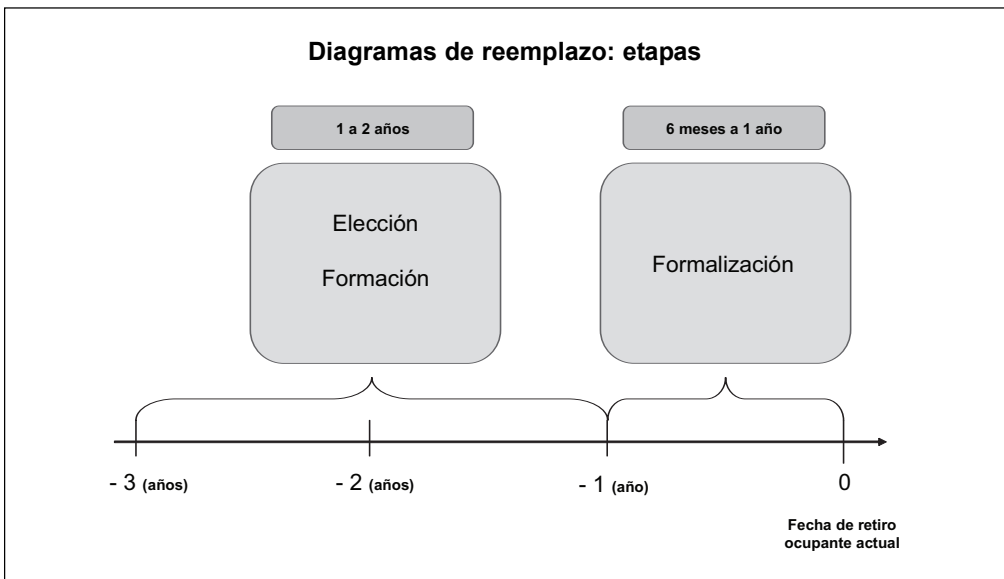 Diagramas de reemplazo: etapas
1 a 2 años
6 meses a 1 año
Elección
Formación
Formalización
- 3 (años)
- 2 (años)
- 1 (año)
0
Fecha de retiro
ocupante actual